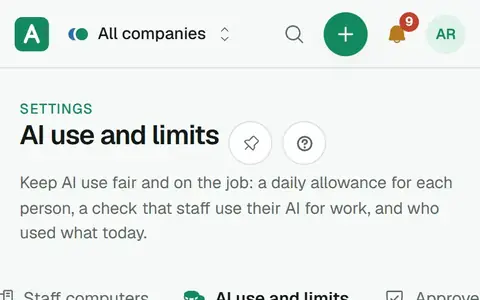 A
All companies
9
AR
SETTINGS
AI use and limits
Keep AI use fair and on the job: a daily allowance for each
person, a check that staff use their AI for work, and who
used what today.
Staff computers
AI use and limits
Approve